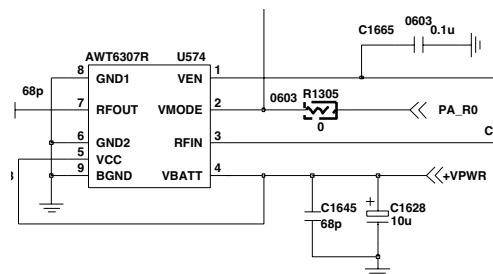 0603
C1665
0.1u
AWT6307R U574
8 GND1 VEN 1
68p
7 RFOUT VMODE 2
0603 R1305
0
PA_R0
6 GND2 RFIN 3
C
5 VCC
9 BGND VBATT 4
+VPWR
C1645
68p
+
C1628
10u